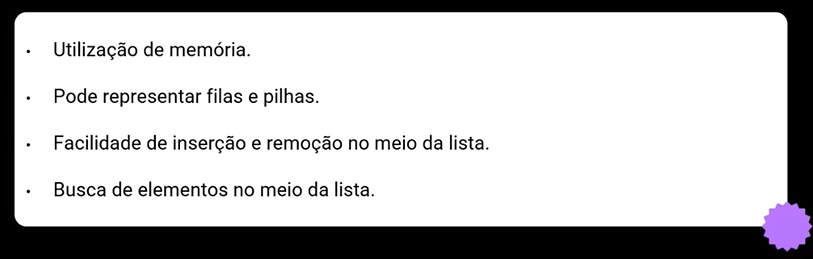 • Utilização de memória.
• Pode representar filas e pilhas.
• Facilidade de inserção e remoção no meio da lista.
• Busca de elementos no meio da lista.